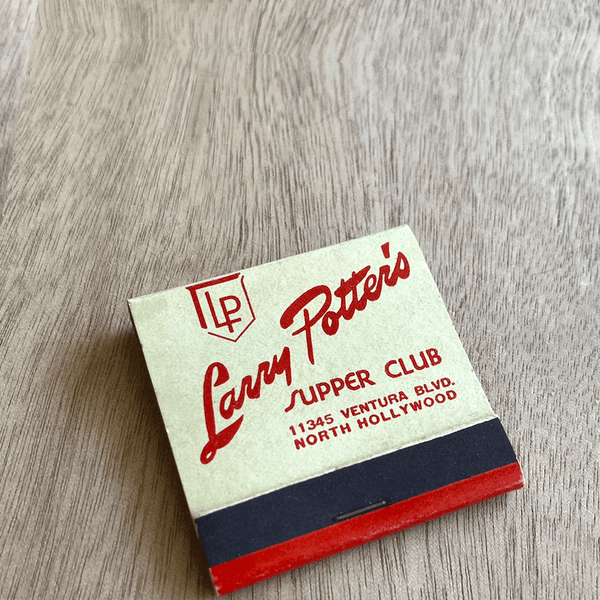 LP
Larry Potter's
SUPPER CLUB
11345 VENTURA BLVD.
NORTH HOLLYWOOD